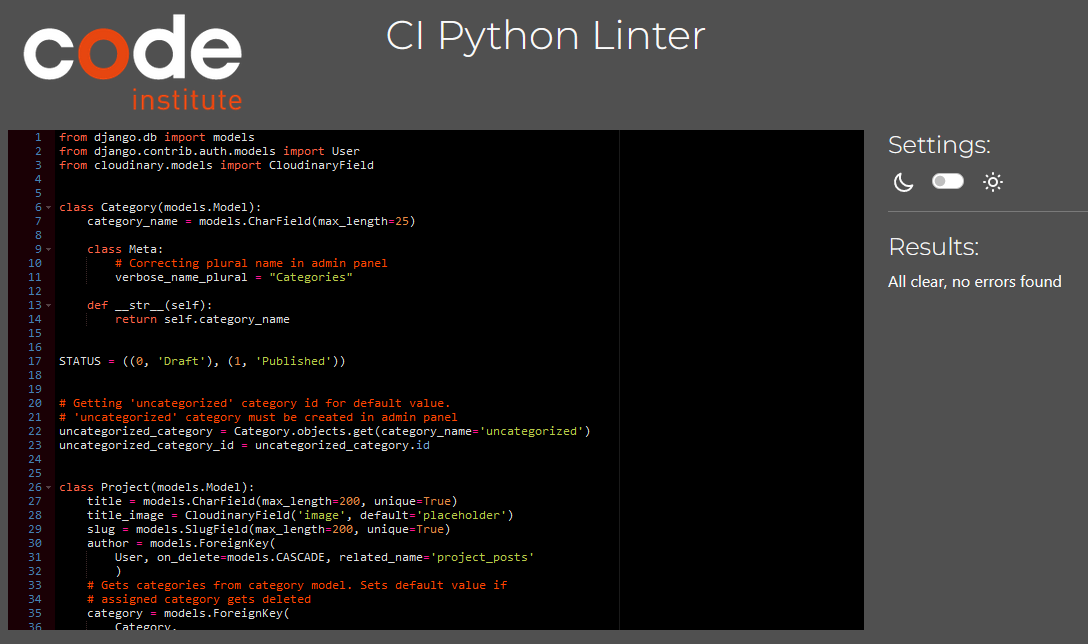 code
institute
CI Python Linter
1 from django.db import models
2 from django.contrib.auth.models import User
3 from cloudinary.models import CloudinaryField
4
5
6 class Category(models.Model):
7     category_name = models.CharField(max_length=25)
8
9     class Meta:
10         # Correcting plural name in admin panel
11         verbose_name_plural = "Categories"
12
13     def __str__(self):
14         return self.category_name
15
16
17 STATUS = ((0, 'Draft'), (1, 'Published'))
18
19
20 # Getting 'uncategorized' category id for default value.
21 # 'uncategorized' category must be created in admin panel
22 uncategorized_category = Category.objects.get(category_name='uncategorized')
23 uncategorized_category_id = uncategorized_category.id
24
25
26 class Project(models.Model):
27     title = models.CharField(max_length=200, unique=True)
28     title_image = CloudinaryField('image', default='placeholder')
29     slug = models.SlugField(max_length=200, unique=True)
30     author = models.ForeignKey(
31         User, on_delete=models.CASCADE, related_name='project_posts'
32         )
33     # Gets categories from category model. Sets default value if
34     # assigned category gets deleted
35     category = models.ForeignKey(
36         Category,
Settings:
Results:
All clear, no errors found